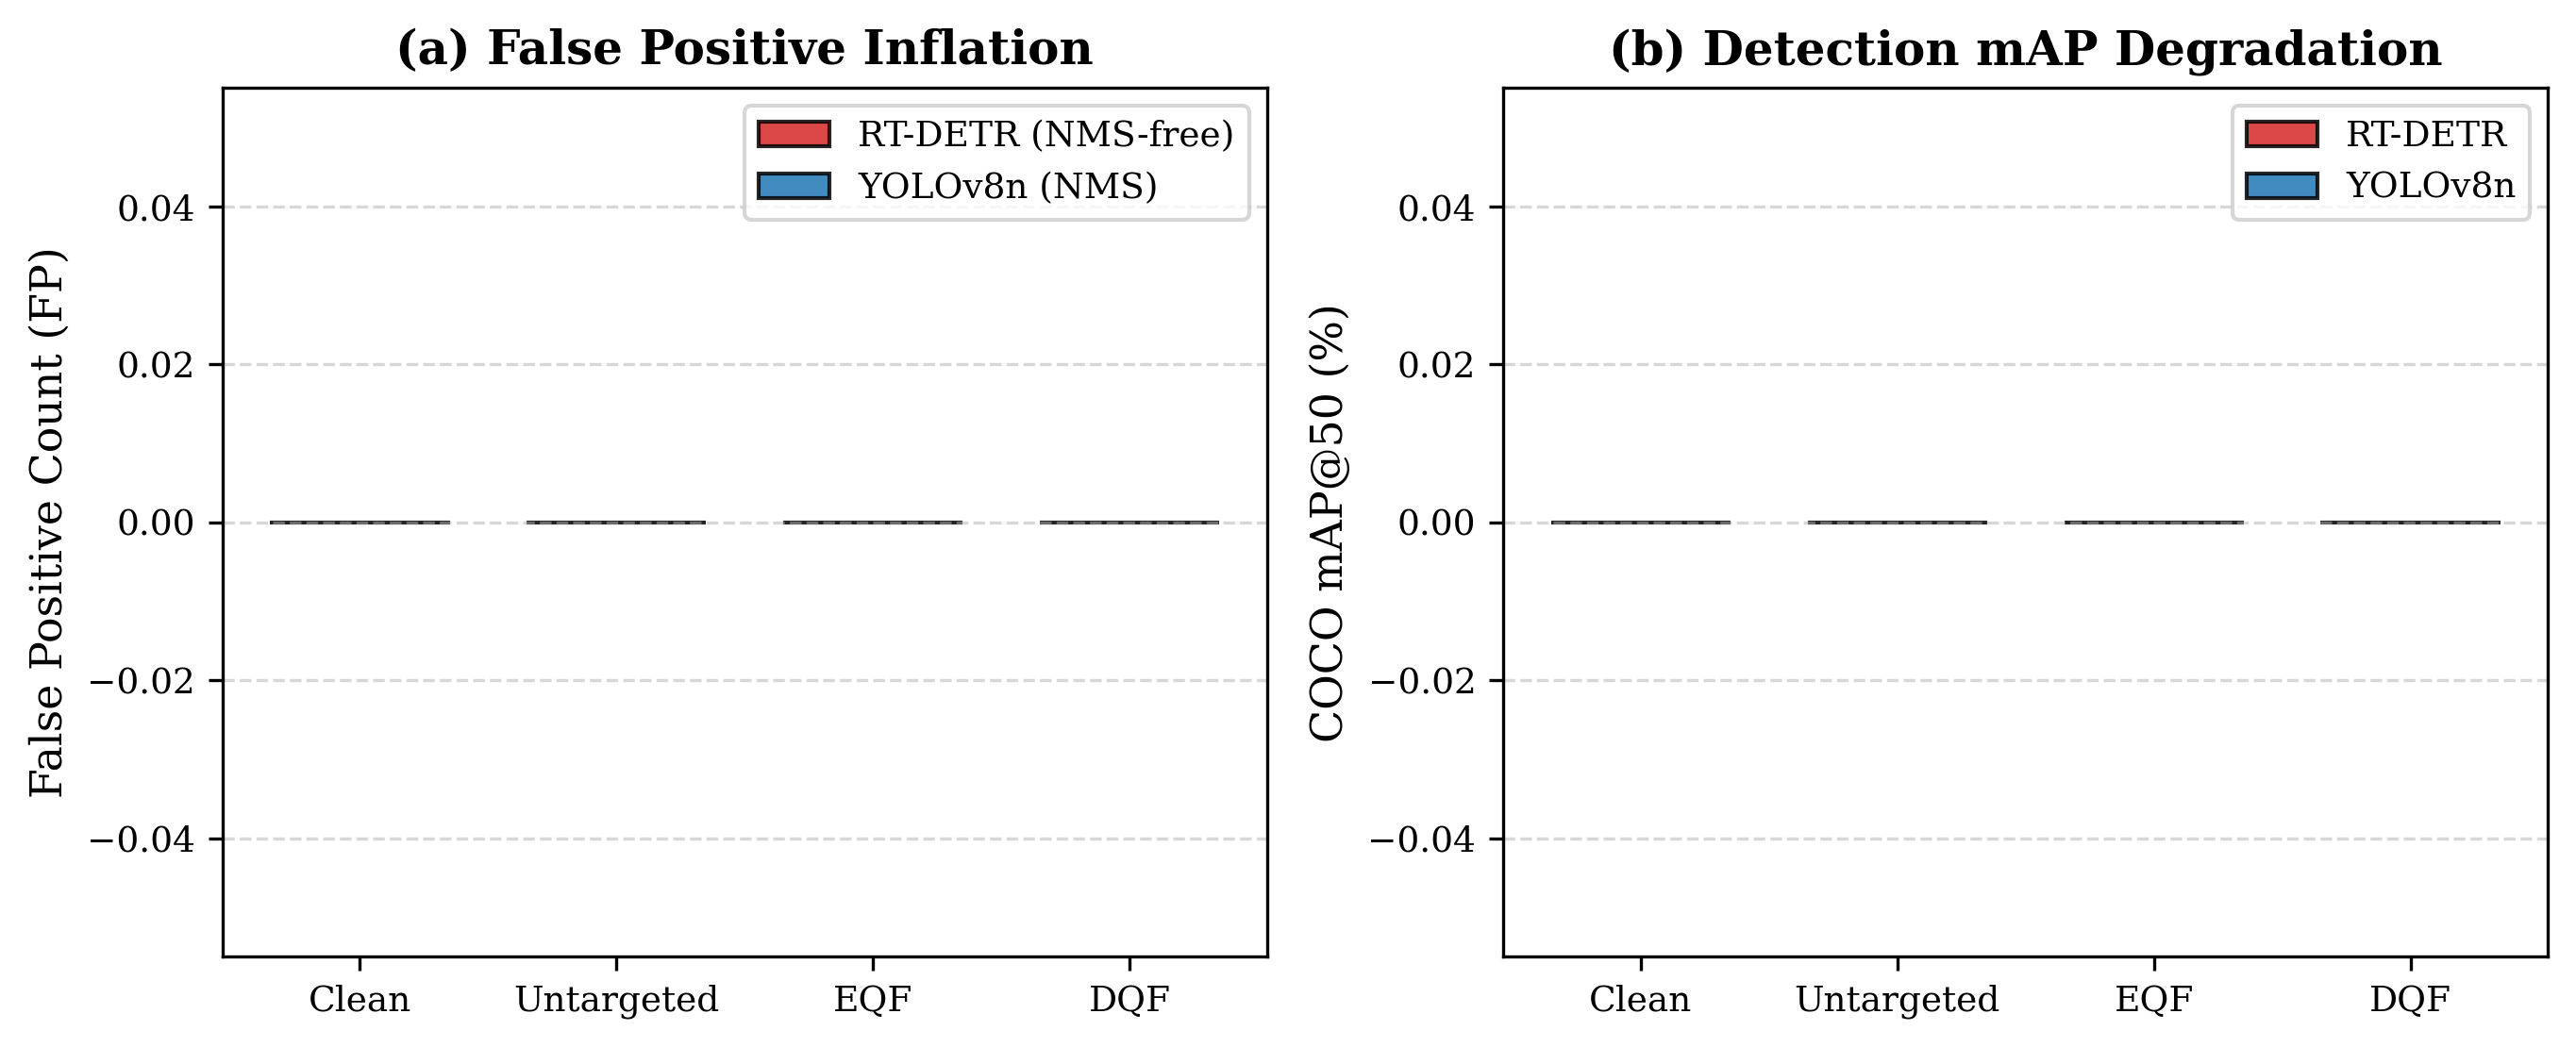 (a) False Positive Inflation
RT-DETR (NMS-free)
YOLOv8n (NMS)
False Positive Count (FP)
0.04
0.02
0.00
−0.02
−0.04
Clean
Untargeted
EQF
DQF
(b) Detection mAP Degradation
RT-DETR
YOLOv8n
COCO mAP@50 (%)
0.04
0.02
0.00
−0.02
−0.04
Clean
Untargeted
EQF
DQF